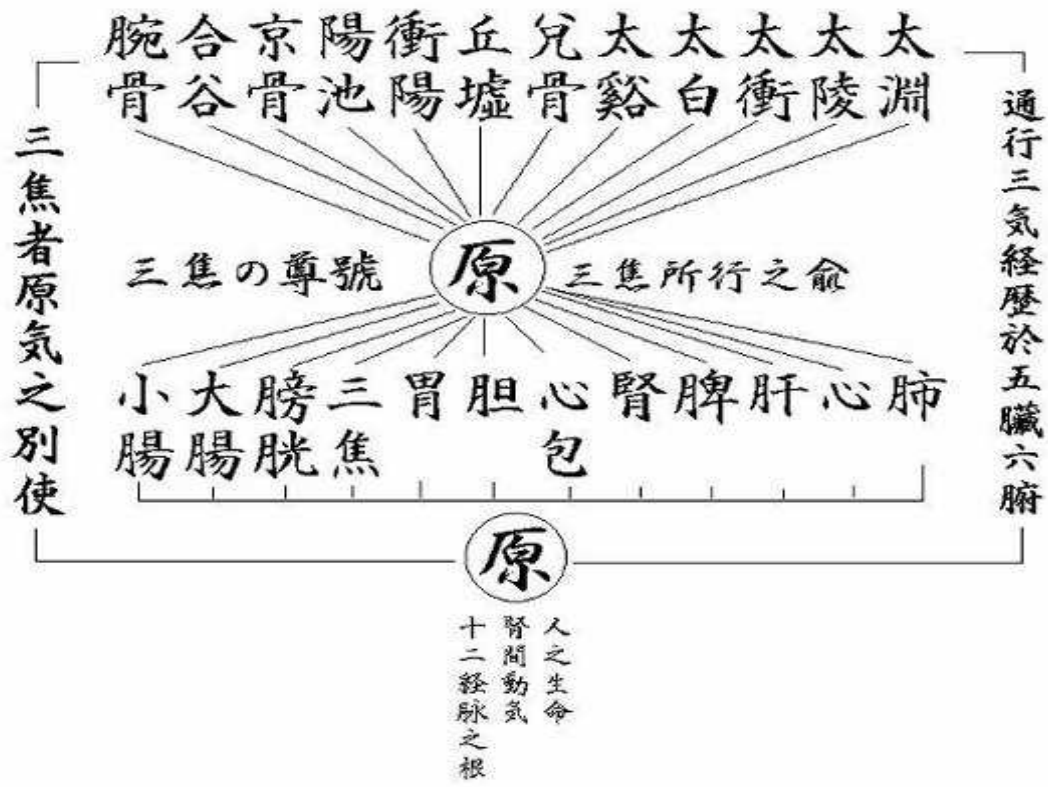 太淵
太陵
太衝
太白
太谿
兌骨
丘墟
衝陽
陽池
京骨
合谷
腕骨
通行三気経歴於五臓六腑
三焦者原気之別使
三焦の尊號
原
三焦所行之兪
肺
心
肝
脾
腎
心包
胆
胃
三焦
膀胱
大腸
小腸
原
人之生命
腎間動気
十二経脉之根